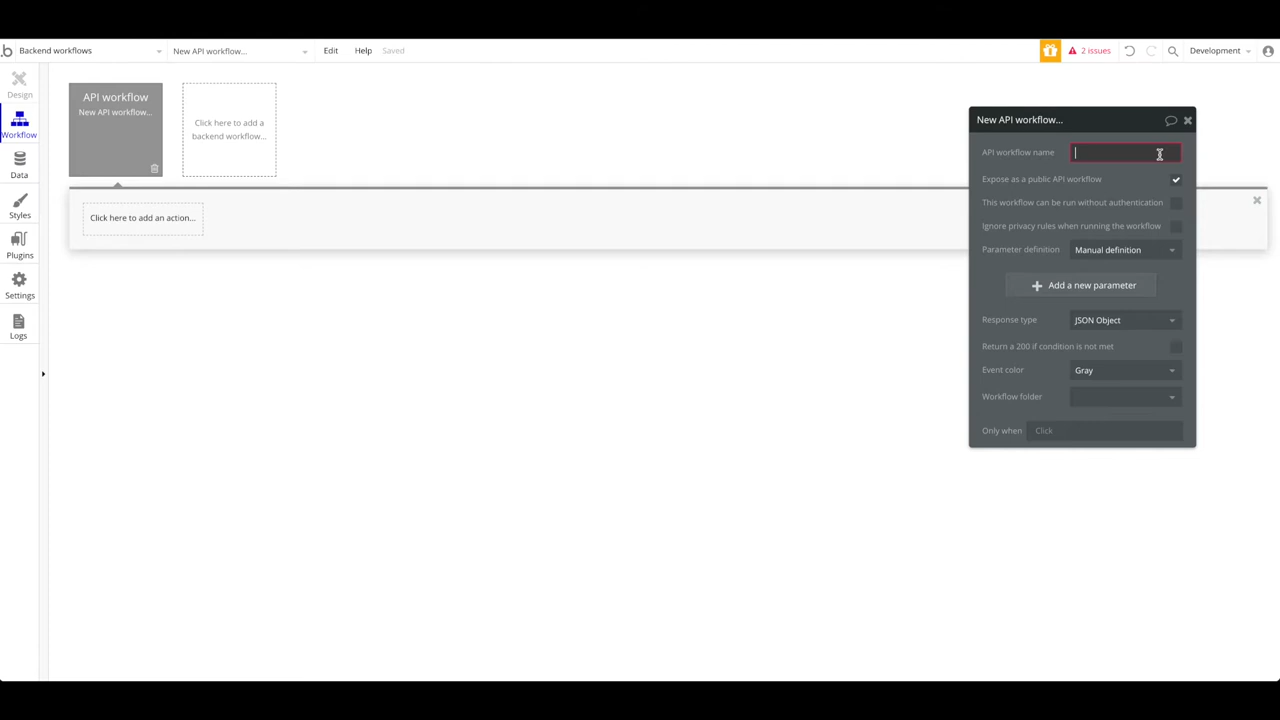 b Backend workflows New API workflow... Edit Help Saved 2 issues Development
Design
Workflow
Data
Styles
Plugins
Settings
Logs
API workflow
New API workflow...
Click here to add a
backend workflow...
Click here to add an action...
New API workflow...
API workflow name
Expose as a public API workflow
This workflow can be run without authentication
Ignore privacy rules when running the workflow
Parameter definition Manual definition
Add a new parameter
Response type JSON Object
Return a 200 if condition is not met
Event color Gray
Workflow folder
Only when Click